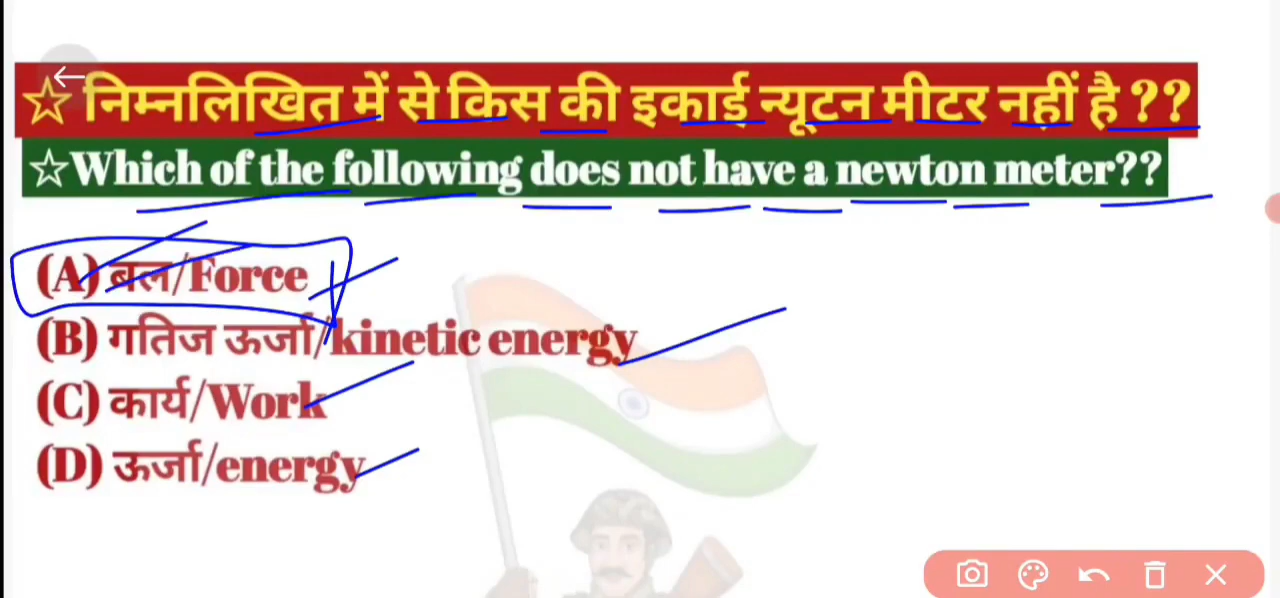 ☆ निम्नलिखित में से किस की इकाई न्यूटन मीटर नहीं है ??
☆Which of the following does not have a newton meter??
(A) बल/Force
(B) गतिज ऊर्जा/kinetic energy
(C) कार्य/Work
(D) ऊर्जा/energy